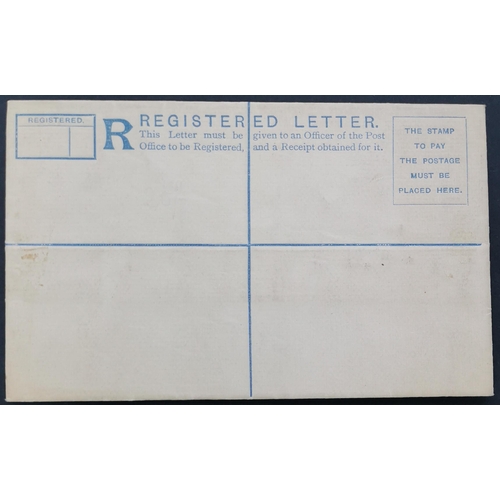 REGISTERED.
R REGISTERED LETTER.
This Letter must be given to an Officer of the Post
Office to be Registered, and a Receipt obtained for it.
THE STAMP
TO PAY
THE POSTAGE
MUST BE
PLACED HERE.